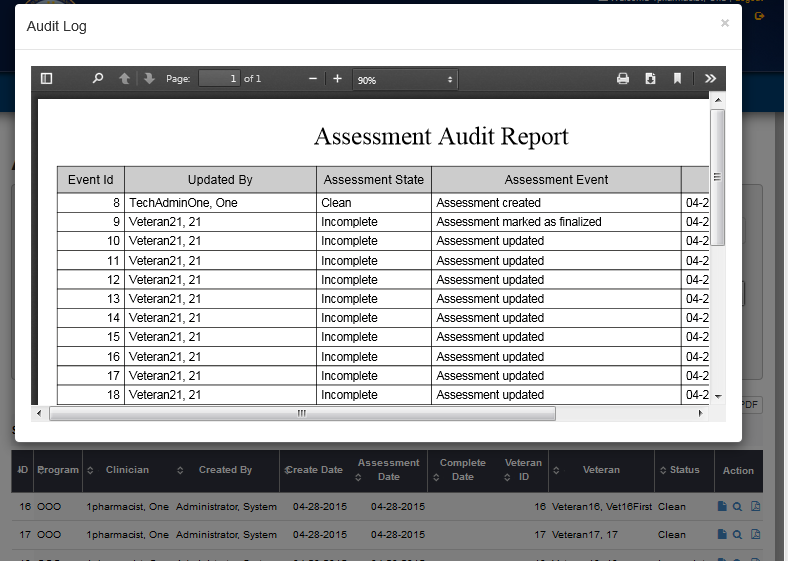 Audit Log ×
Page: 1 of 1 90%
Assessment Audit Report
Event Id Updated By Assessment State Assessment Event
8 TechAdminOne, One Clean Assessment created 04-2
9 Veteran21, 21 Incomplete Assessment marked as finalized 04-2
10 Veteran21, 21 Incomplete Assessment updated 04-2
11 Veteran21, 21 Incomplete Assessment updated 04-2
12 Veteran21, 21 Incomplete Assessment updated 04-2
13 Veteran21, 21 Incomplete Assessment updated 04-2
14 Veteran21, 21 Incomplete Assessment updated 04-2
15 Veteran21, 21 Incomplete Assessment updated 04-2
16 Veteran21, 21 Incomplete Assessment updated 04-2
17 Veteran21, 21 Incomplete Assessment updated 04-2
18 Veteran21, 21 Incomplete Assessment updated 04-2
PDF
ID Program Clinician Created By Create Date Assessment Date Complete Date Veteran ID Veteran Status Action
16 OOO 1pharmacist, One Administrator, System 04-28-2015 04-28-2015 16 Veteran16, Vet16First Clean
17 OOO 1pharmacist, One Administrator, System 04-28-2015 04-28-2015 17 Veteran17, 17 Clean